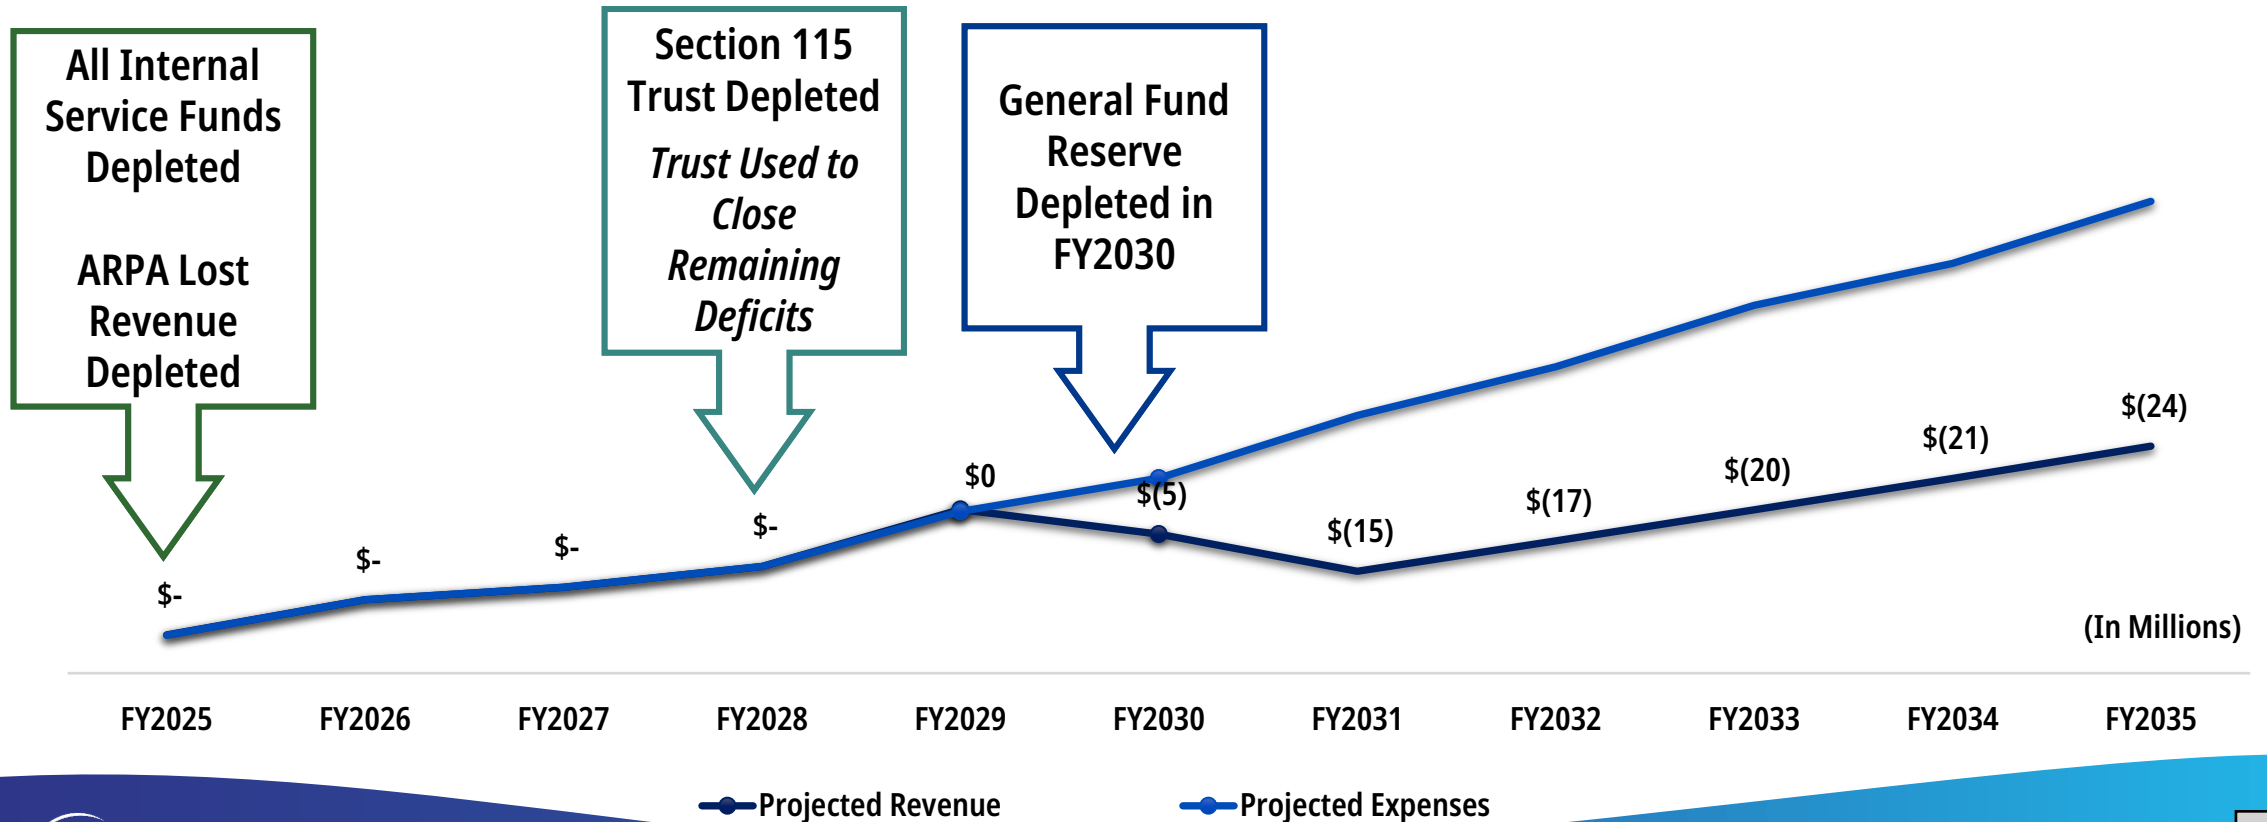 All Internal
Service Funds
Depleted
ARPA Lost
Revenue
Depleted
Section 115
Trust Depleted
Trust Used to
Close
Remaining
Deficits
General Fund
Reserve
Depleted in
FY2030
$-
$-
$-
$-
$0
$(5)
$(15)
$(17)
$(20)
$(21)
$(24)
(In Millions)
FY2025 FY2026 FY2027 FY2028 FY2029 FY2030 FY2031 FY2032 FY2033 FY2034 FY2035
Projected Revenue Projected Expenses